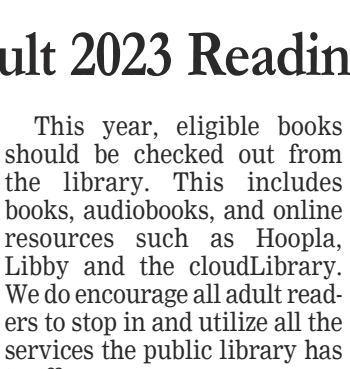 ult 2023 Readin
This year, eligible books
should be checked out from
the library. This includes
books, audiobooks, and online
resources such as Hoopla,
Libby and the cloudLibrary.
We do encourage all adult read-
ers to stop in and utilize all the
services the public library has